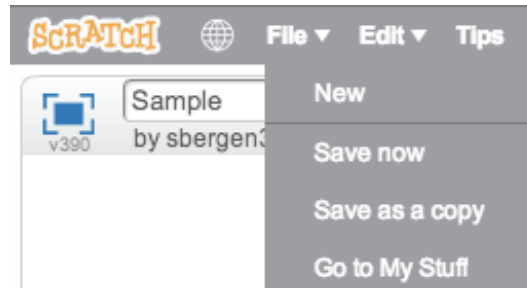 SCRATCH File ▼ Edit ▼ Tips
Sample
v390
by sbergen3
New
Save now
Save as a copy
Go to My Stuff